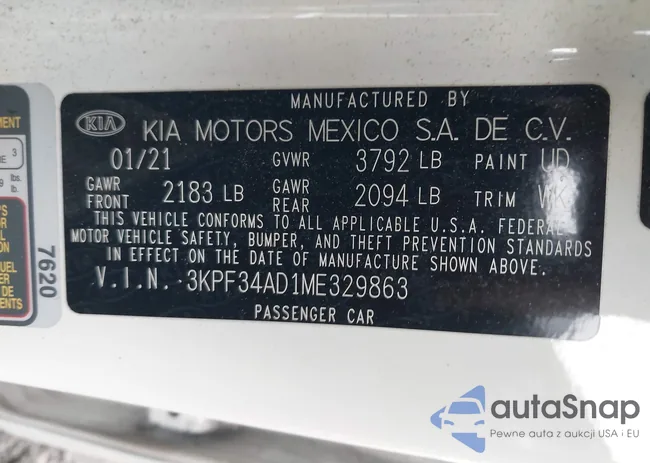 MANUFACTURED BY
KIA KIA MOTORS MEXICO S.A. DE C.V.
01/21 GVWR 3792 LB PAINT UD
GAWR FRONT 2183 LB GAWR REAR 2094 LB TRIM WK
THIS VEHICLE CONFORMS TO ALL APPLICABLE U.S.A. FEDERAL
MOTOR VEHICLE SAFETY, BUMPER, AND THEFT PREVENTION STANDARDS
IN EFFECT ON THE DATE OF MANUFACTURE SHOWN ABOVE.
V.I.N.: 3KPF34AD1ME329863
PASSENGER CAR
7620
autaSnap
Pewne auta z aukcji USA i EU